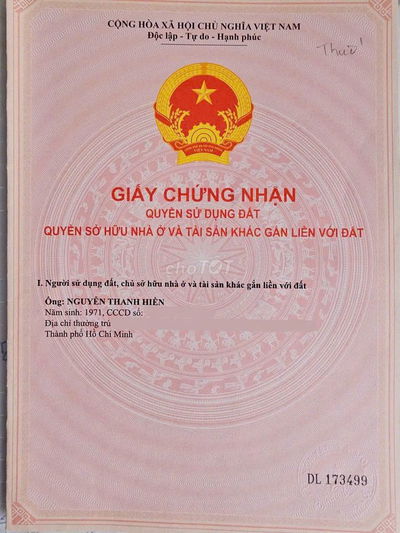 CỘNG HÒA XÃ HỘI CHỦ NGHĨA VIỆT NAM
Độc lập - Tự do - Hạnh phúc
GIẤY CHỨNG NHẬN
QUYỀN SỬ DỤNG ĐẤT
QUYỀN SỞ HỮU NHÀ Ở VÀ TÀI SẢN KHÁC GẮN LIỀN VỚI ĐẤT
choTỐT
I. Người sử dụng đất, chủ sở hữu nhà ở và tài sản khác gắn liền với đất
Ông: NGUYỄN THANH HIỀN
Năm sinh: 1971, CCCD số:
Địa chỉ thường trú
Thành phố Hồ Chí Minh
DL 173499